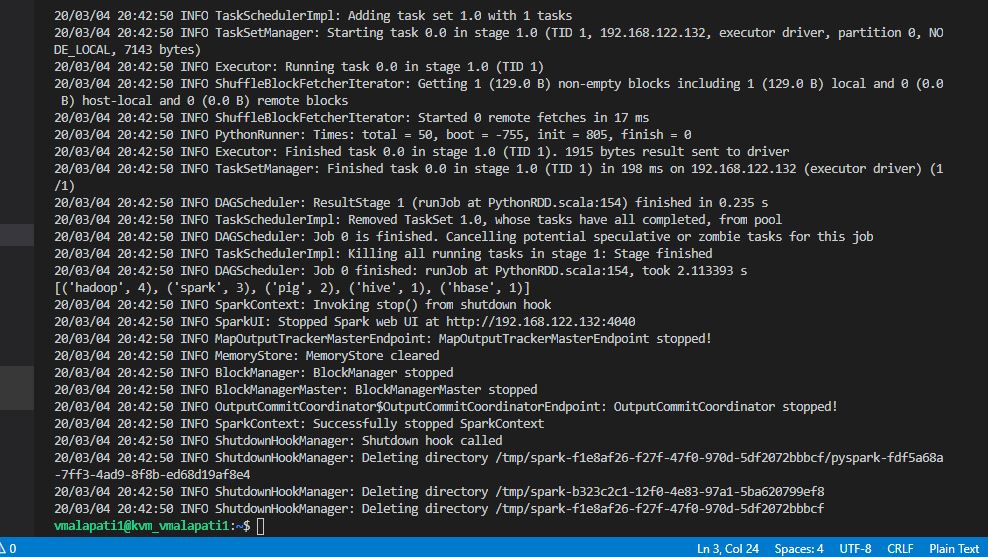 20/03/04 20:42:50 INFO TaskSchedulerImpl: Adding task set 1.0 with 1 tasks
20/03/04 20:42:50 INFO TaskSetManager: Starting task 0.0 in stage 1.0 (TID 1, 192.168.122.132, executor driver, partition 0, NO
DE_LOCAL, 7143 bytes)
20/03/04 20:42:50 INFO Executor: Running task 0.0 in stage 1.0 (TID 1)
20/03/04 20:42:50 INFO ShuffleBlockFetcherIterator: Getting 1 (129.0 B) non-empty blocks including 1 (129.0 B) local and 0 (0.0
 B) host-local and 0 (0.0 B) remote blocks
20/03/04 20:42:50 INFO ShuffleBlockFetcherIterator: Started 0 remote fetches in 17 ms
20/03/04 20:42:50 INFO PythonRunner: Times: total = 50, boot = -755, init = 805, finish = 0
20/03/04 20:42:50 INFO Executor: Finished task 0.0 in stage 1.0 (TID 1). 1915 bytes result sent to driver
20/03/04 20:42:50 INFO TaskSetManager: Finished task 0.0 in stage 1.0 (TID 1) in 198 ms on 192.168.122.132 (executor driver) (1
/1)
20/03/04 20:42:50 INFO DAGScheduler: ResultStage 1 (runJob at PythonRDD.scala:154) finished in 0.235 s
20/03/04 20:42:50 INFO TaskSchedulerImpl: Removed TaskSet 1.0, whose tasks have all completed, from pool
20/03/04 20:42:50 INFO DAGScheduler: Job 0 is finished. Cancelling potential speculative or zombie tasks for this job
20/03/04 20:42:50 INFO TaskSchedulerImpl: Killing all running tasks in stage 1: Stage finished
20/03/04 20:42:50 INFO DAGScheduler: Job 0 finished: runJob at PythonRDD.scala:154, took 2.113393 s
[('hadoop', 4), ('spark', 3), ('pig', 2), ('hive', 1), ('hbase', 1)]
20/03/04 20:42:50 INFO SparkContext: Invoking stop() from shutdown hook
20/03/04 20:42:50 INFO SparkUI: Stopped Spark web UI at http://192.168.122.132:4040
20/03/04 20:42:50 INFO MapOutputTrackerMasterEndpoint: MapOutputTrackerMasterEndpoint stopped!
20/03/04 20:42:50 INFO MemoryStore: MemoryStore cleared
20/03/04 20:42:50 INFO BlockManager: BlockManager stopped
20/03/04 20:42:50 INFO BlockManagerMaster: BlockManagerMaster stopped
20/03/04 20:42:50 INFO OutputCommitCoordinator$OutputCommitCoordinatorEndpoint: OutputCommitCoordinator stopped!
20/03/04 20:42:50 INFO SparkContext: Successfully stopped SparkContext
20/03/04 20:42:50 INFO ShutdownHookManager: Shutdown hook called
20/03/04 20:42:50 INFO ShutdownHookManager: Deleting directory /tmp/spark-f1e8af26-f27f-47f0-970d-5df2072bbbcf/pyspark-fdf5a68a
-7ff3-4ad9-8f8b-ed68d19af8e4
20/03/04 20:42:50 INFO ShutdownHookManager: Deleting directory /tmp/spark-b323c2c1-12f0-4e83-97a1-5ba620799ef8
20/03/04 20:42:50 INFO ShutdownHookManager: Deleting directory /tmp/spark-f1e8af26-f27f-47f0-970d-5df2072bbbcf
vmalapati1@kvm_vmalapati1:~$
0 Ln 3, Col 24 Spaces: 4 UTF-8 CRLF Plain Text